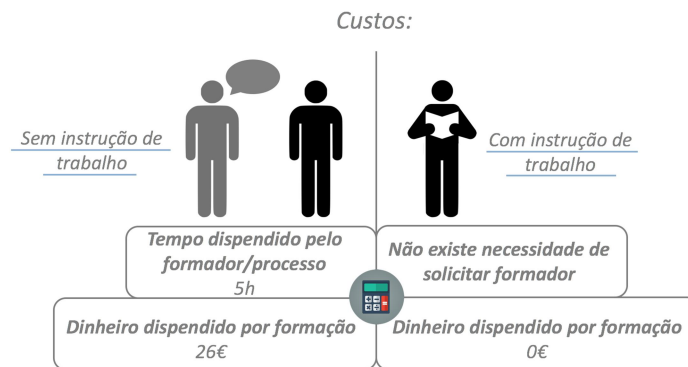 Custos:
Sem instrução de
trabalho
Com instrução de
trabalho
Tempo dispendido pelo
formador/processo
5h
Não existe necessidade de
solicitar formador
Dinheiro dispendido por formação
26€
Dinheiro dispendido por formação
0€